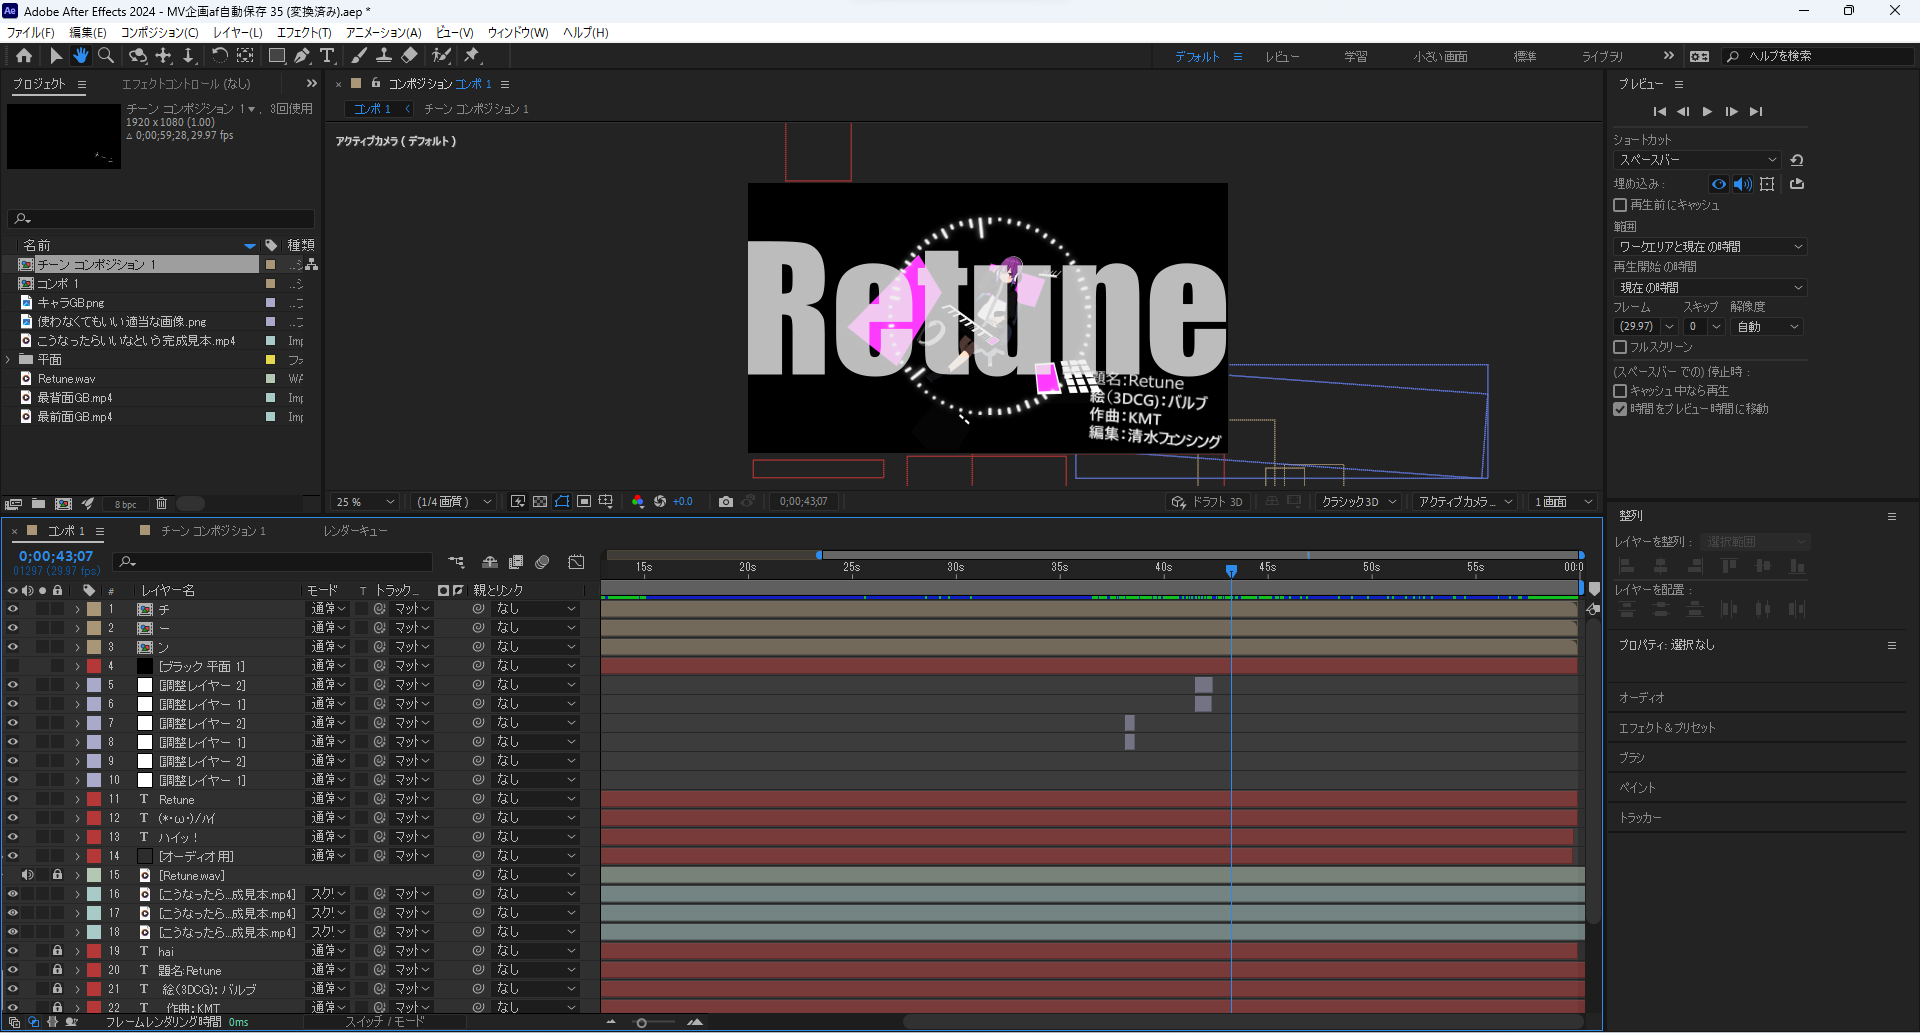 Adobe After Effects 2024 - MV企画af自動保存 35 (変換済み).aep *
ファイル(F) 編集(E) コンポジション(C) レイヤー(L) エフェクト(T) アニメーション(A) ビュー(V) ウィンドウ(W) ヘルプ(H)
デフォルト レビュー 学習 小さい画面 標準 ライブラリ ヘルプを検索
プロジェクト エフェクトコントロール (なし)
チーン コンポジション 1 , 3回使用
1920 x 1080 (1.00)
△ 0;00;59;28, 29.97 fps
名前 種類
チーン コンポジション 1
コンポ 1
キャラGB.png
使わなくてもいい適当な画像.png
こうなったらいいなという完成見本.mp4 Imp
平面
Retune.wav
最背面GB.mp4 Imp
最前面GB.mp4 Imp
8 bpc
コンポジション コンポ 1
コンポ 1 チーン コンポジション 1
アクティブカメラ ( デフォルト )
Retune
題名:Retune
絵(3DCG):バルブ
作曲:KMT
編集:清水フェンシング
25 % (1/4 画質) +0.0 0;00;43;07 ドラフト 3D クラシック3D アクティブカメラ... 1画面
プレビュー
ショートカット
スペースバー
埋め込み :
再生前にキャッシュ
範囲
ワークエリアと現在の時間
再生開始の時間
現在の時間
フレーム スキップ 解像度
(29.97) 0 自動
フルスクリーン
(スペースバー での) 停止時 :
キャッシュ中なら再生
時間をプレビュー時間に移動
整列
レイヤーを整列 : 選択範囲
レイヤーを配置 :
プロパティ: 選択なし
オーディオ
エフェクト&プリセット
ブラシ
ペイント
トラッカー
コンポ 1 チーン コンポジション 1 レンダーキュー
0;00;43;07
01297 (29.97 fps)
15s 20s 25s 30s 35s 40s 45s 50s 55s 00:0
# レイヤー名 モード T トラック... 親とリンク
1 チ 通常 マット なし
2 ー 通常 マット なし
3 ン 通常 マット なし
4 [ブラック 平面 1] 通常 マット なし
5 [調整レイヤー 2] 通常 マット なし
6 [調整レイヤー 1] 通常 マット なし
7 [調整レイヤー 2] 通常 マット なし
8 [調整レイヤー 1] 通常 マット なし
9 [調整レイヤー 2] 通常 マット なし
10 [調整レイヤー 1] 通常 マット なし
11 T Retune 通常 マット なし
12 T (*・ω・)/ハイ 通常 マット なし
13 T ハイッ! 通常 マット なし
14 [オーディオ用] 通常 マット なし
15 [Retune.wav] なし
16 [こうなったら...成見本.mp4] スクリ マット なし
17 [こうなったら...成見本.mp4] スクリ マット なし
18 [こうなったら...成見本.mp4] スクリ マット なし
19 T hai 通常 マット なし
20 T 題名:Retune 通常 マット なし
21 T 絵(3DCG):バルブ 通常 マット なし
22 T 作曲:KMT 通常 マット なし
フレームレンダリング時間 0ms スイッチ / モード